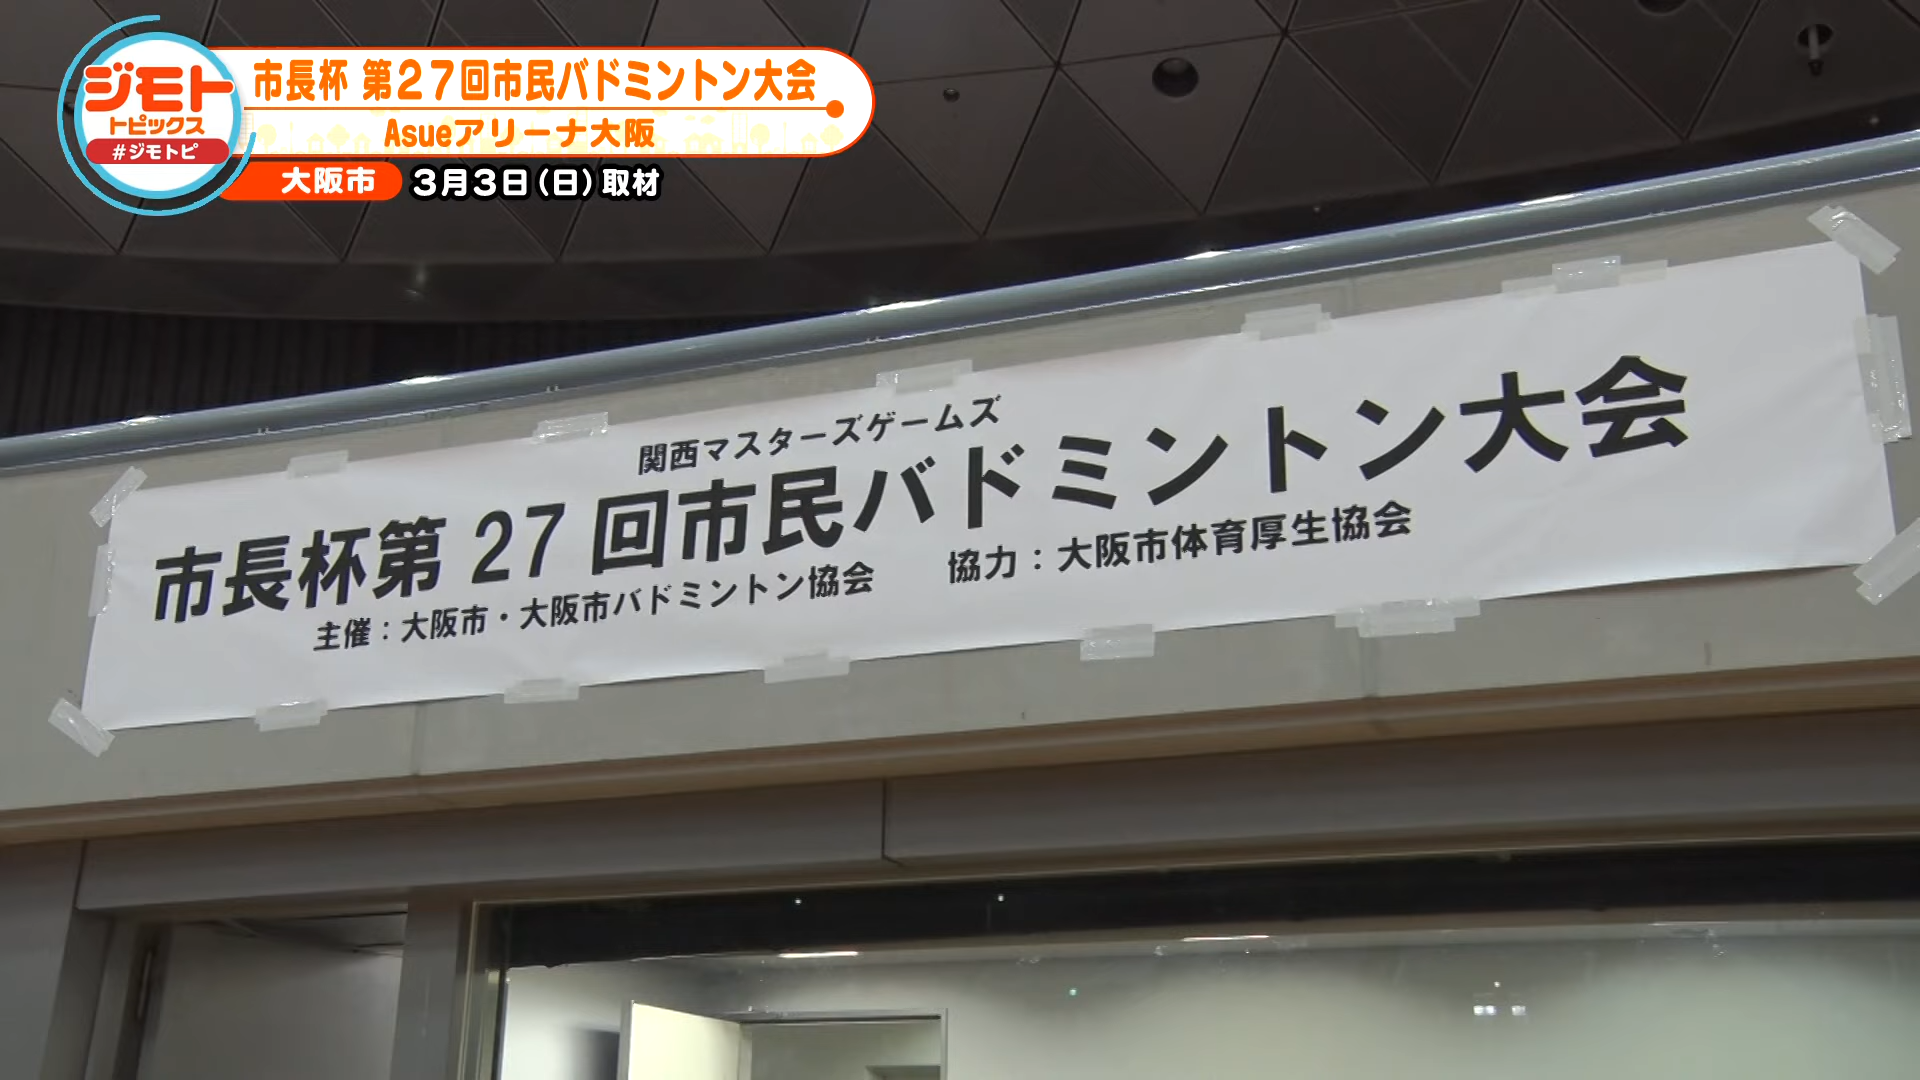 ジモト
トピックス
#ジモトピ
市長杯 第27回市民バドミントン大会
Asueアリーナ大阪
大阪市 3月3日(日)取材
関西マスターズゲームズ
市長杯第 27 回市民バドミントン大会
主催：大阪市・大阪市バドミントン協会 協力：大阪市体育厚生協会